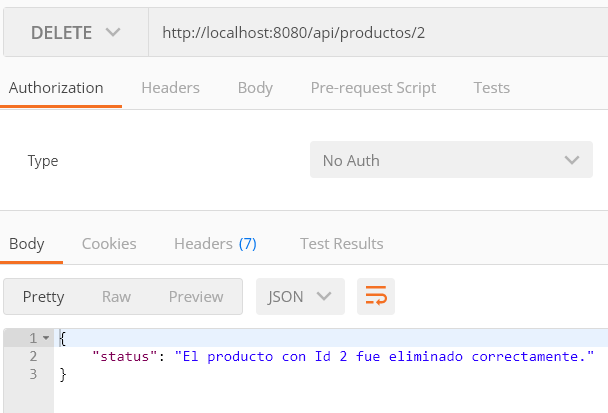 DELETE http://localhost:8080/api/productos/2
Authorization Headers Body Pre-request Script Tests
Type No Auth
Body Cookies Headers (7) Test Results
Pretty Raw Preview JSON
1 {
2 "status": "El producto con Id 2 fue eliminado correctamente."
3 }